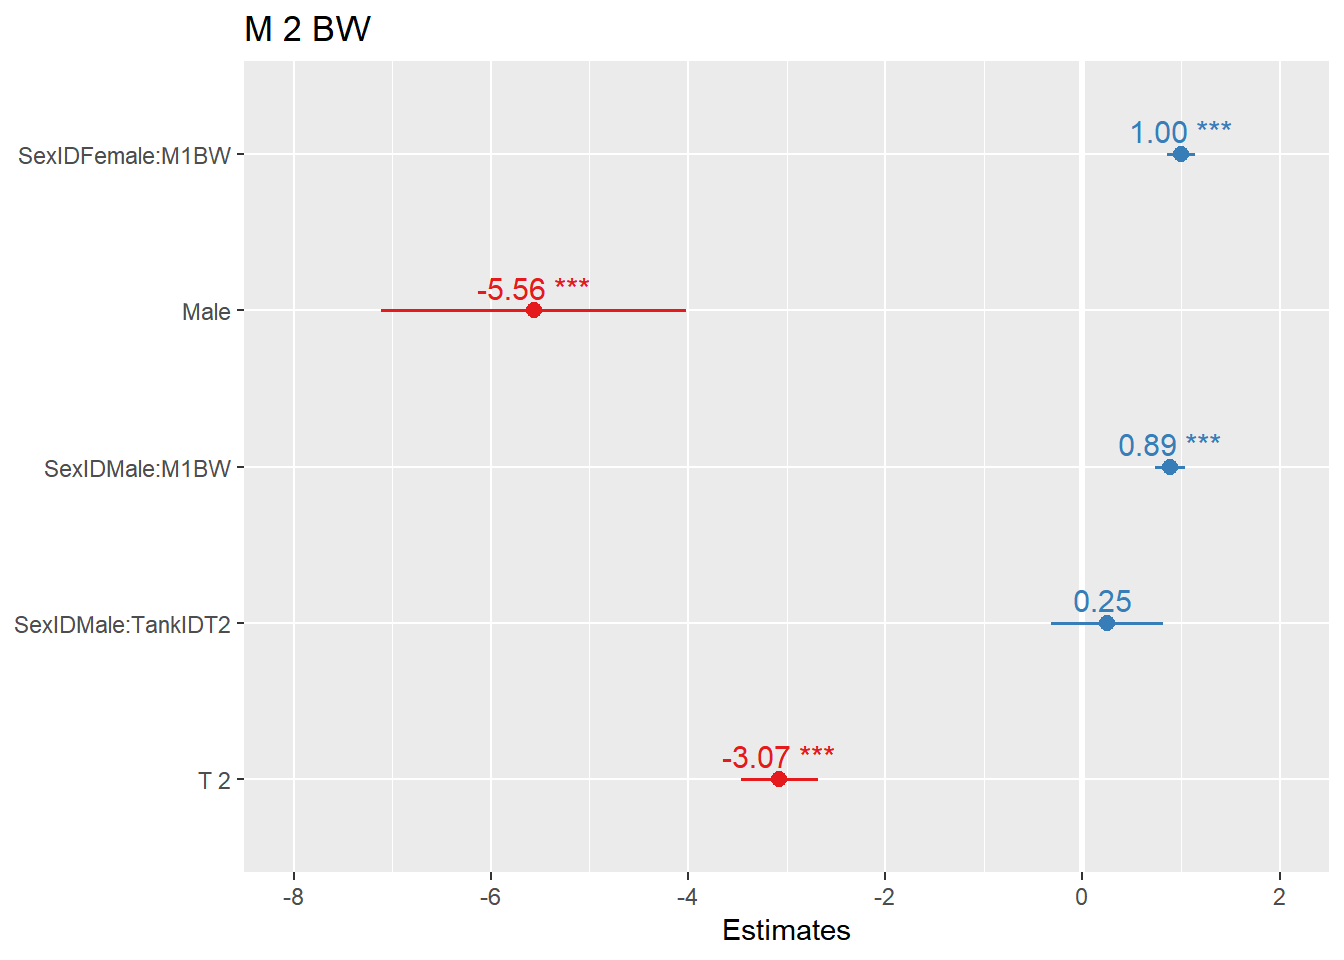 M 2 BW
SexIDFemale:M1BW
1.00 ***
Male
-5.56 ***
SexIDMale:M1BW
0.89 ***
SexIDMale:TankIDT2
0.25
T 2
-3.07 ***
-8 -6 -4 -2 0 2
Estimates